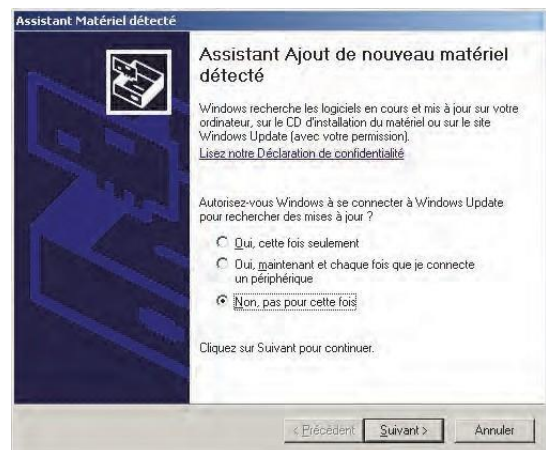 Assistant Matériel détecté
Assistant Ajout de nouveau matériel
détecté
Windows recherche les logiciels en cours et mis à jour sur votre
ordinateur, sur le CD d'installation du matériel ou sur le site
Windows Update (avec votre permission).
Lisez notre Déclaration de confidentialité
Autorisez-vous Windows à se connecter à Windows Update
pour rechercher des mises à jour ?
Oui, cette fois seulement
Oui, maintenant et chaque fois que je connecte
un périphérique
Non, pas pour cette fois
Cliquez sur Suivant pour continuer.
< Précédent Suivant > Annuler